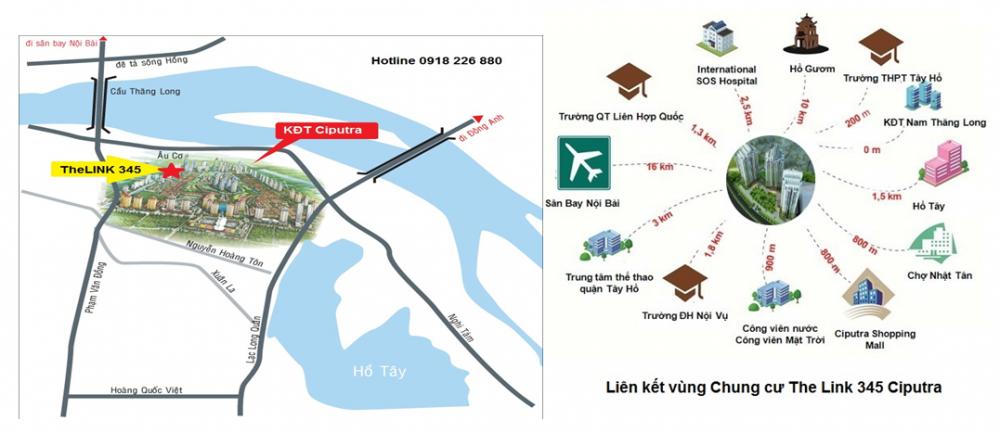 đi sân bay Nội Bài
đê tả sông Hồng
Hotline 0918 226 880
Cầu Thăng Long
KĐT Ciputra
đi Đông Anh
Âu Cơ
TheLINK 345
Nguyễn Hoàng Tôn
Xuân La
Phạm Văn Đồng
Lạc Long Quân
Nghi Tàm
Hồ Tây
Hoàng Quốc Việt
International
SOS Hospital
Hồ Gươm
Trường THPT Tây Hồ
Trường QT Liên Hợp Quốc
KĐT Nam Thăng Long
2,5 km
10 km
200 m
1,3 km
0 m
16 km
Sân Bay Nội Bài
1,5 km
Hồ Tây
3 km
1,8 km
900 m
800 m
800 m
Chợ Nhật Tân
Trung tâm thể thao
quận Tây Hồ
Trường ĐH Nội Vụ
Công viên nước
Công viên Mặt Trời
Ciputra Shopping
Mall
Liên kết vùng Chung cư The Link 345 Ciputra